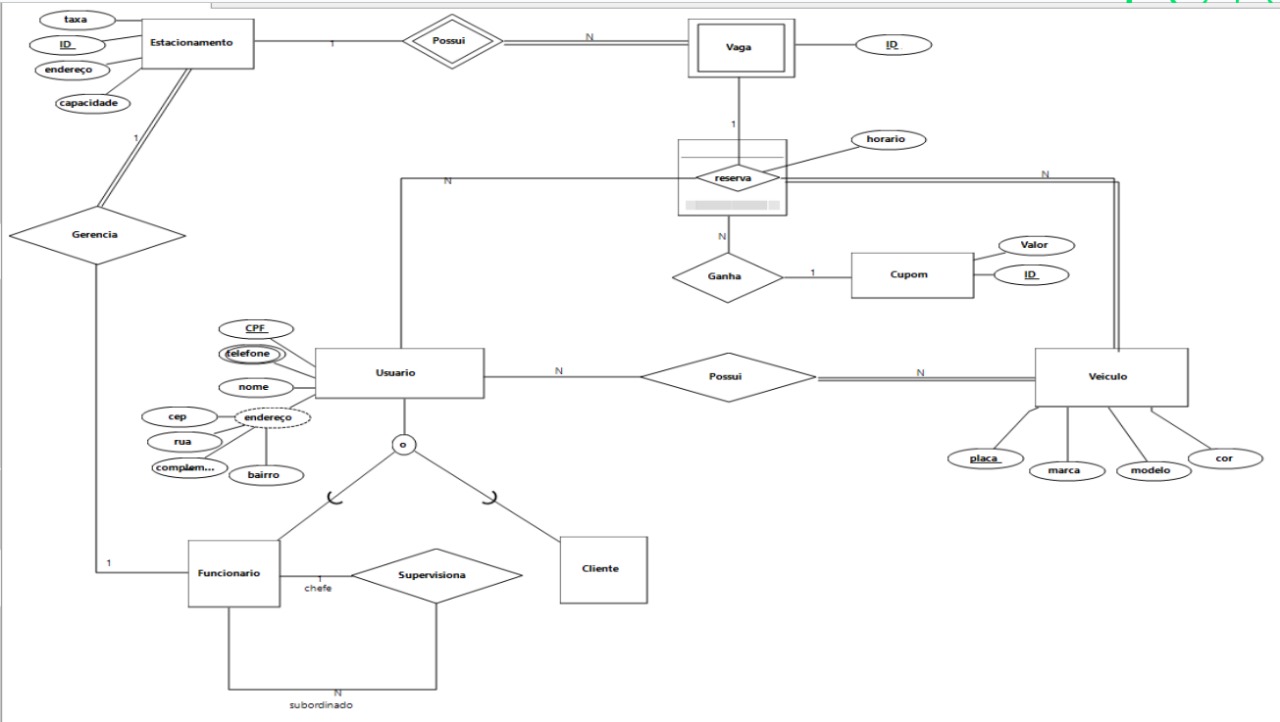 taxa
Estacionamento
ID
endereço
capacidade
1
Possui
N
Vaga
ID
1
1
horario
reserva
N
N
Gerencia
N
Ganha
1
Cupom
Valor
ID
CPF
telefone
nome
Usuario
N
Possui
N
Veiculo
cep
endereço
rua
complem...
bairro
o
placa
marca
modelo
cor
1
Funcionario
1
chefe
Supervisiona
Cliente
N
subordinado